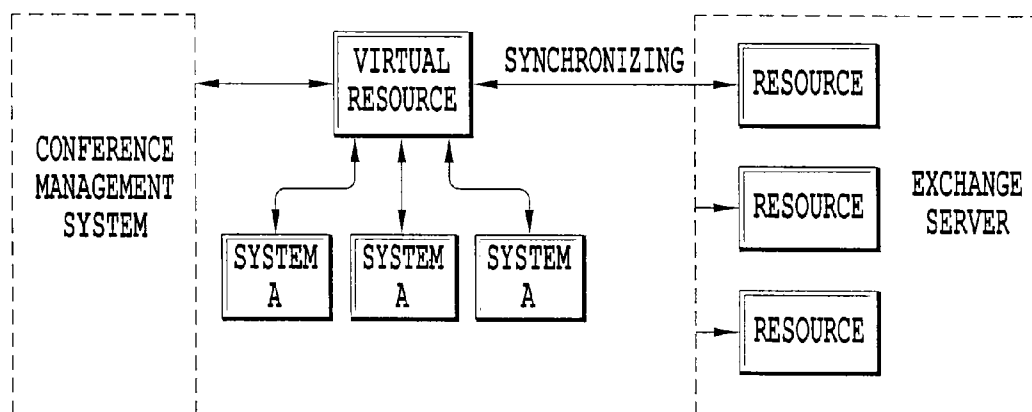 CONFERENCE
MANAGEMENT
SYSTEM
VIRTUAL
RESOURCE
SYNCHRONIZING
SYSTEM
A
SYSTEM
A
SYSTEM
A
RESOURCE
RESOURCE
RESOURCE
EXCHANGE
SERVER